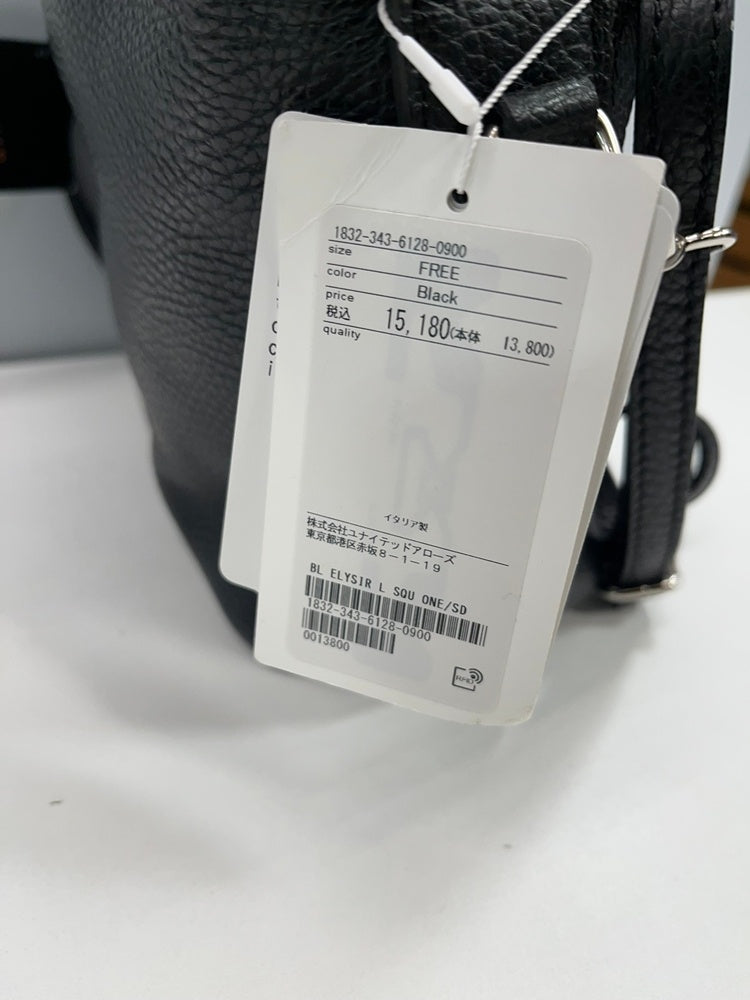 1832-343-6128-0900
size FREE
color Black
price
税込 15,180(本体 13,800)
quality
イタリア製
株式会社ユナイテッドアローズ
東京都港区赤坂8-1-19
BL ELYSIR L SQU ONE/SD
1832-343-6128-0900
0013800
RFID